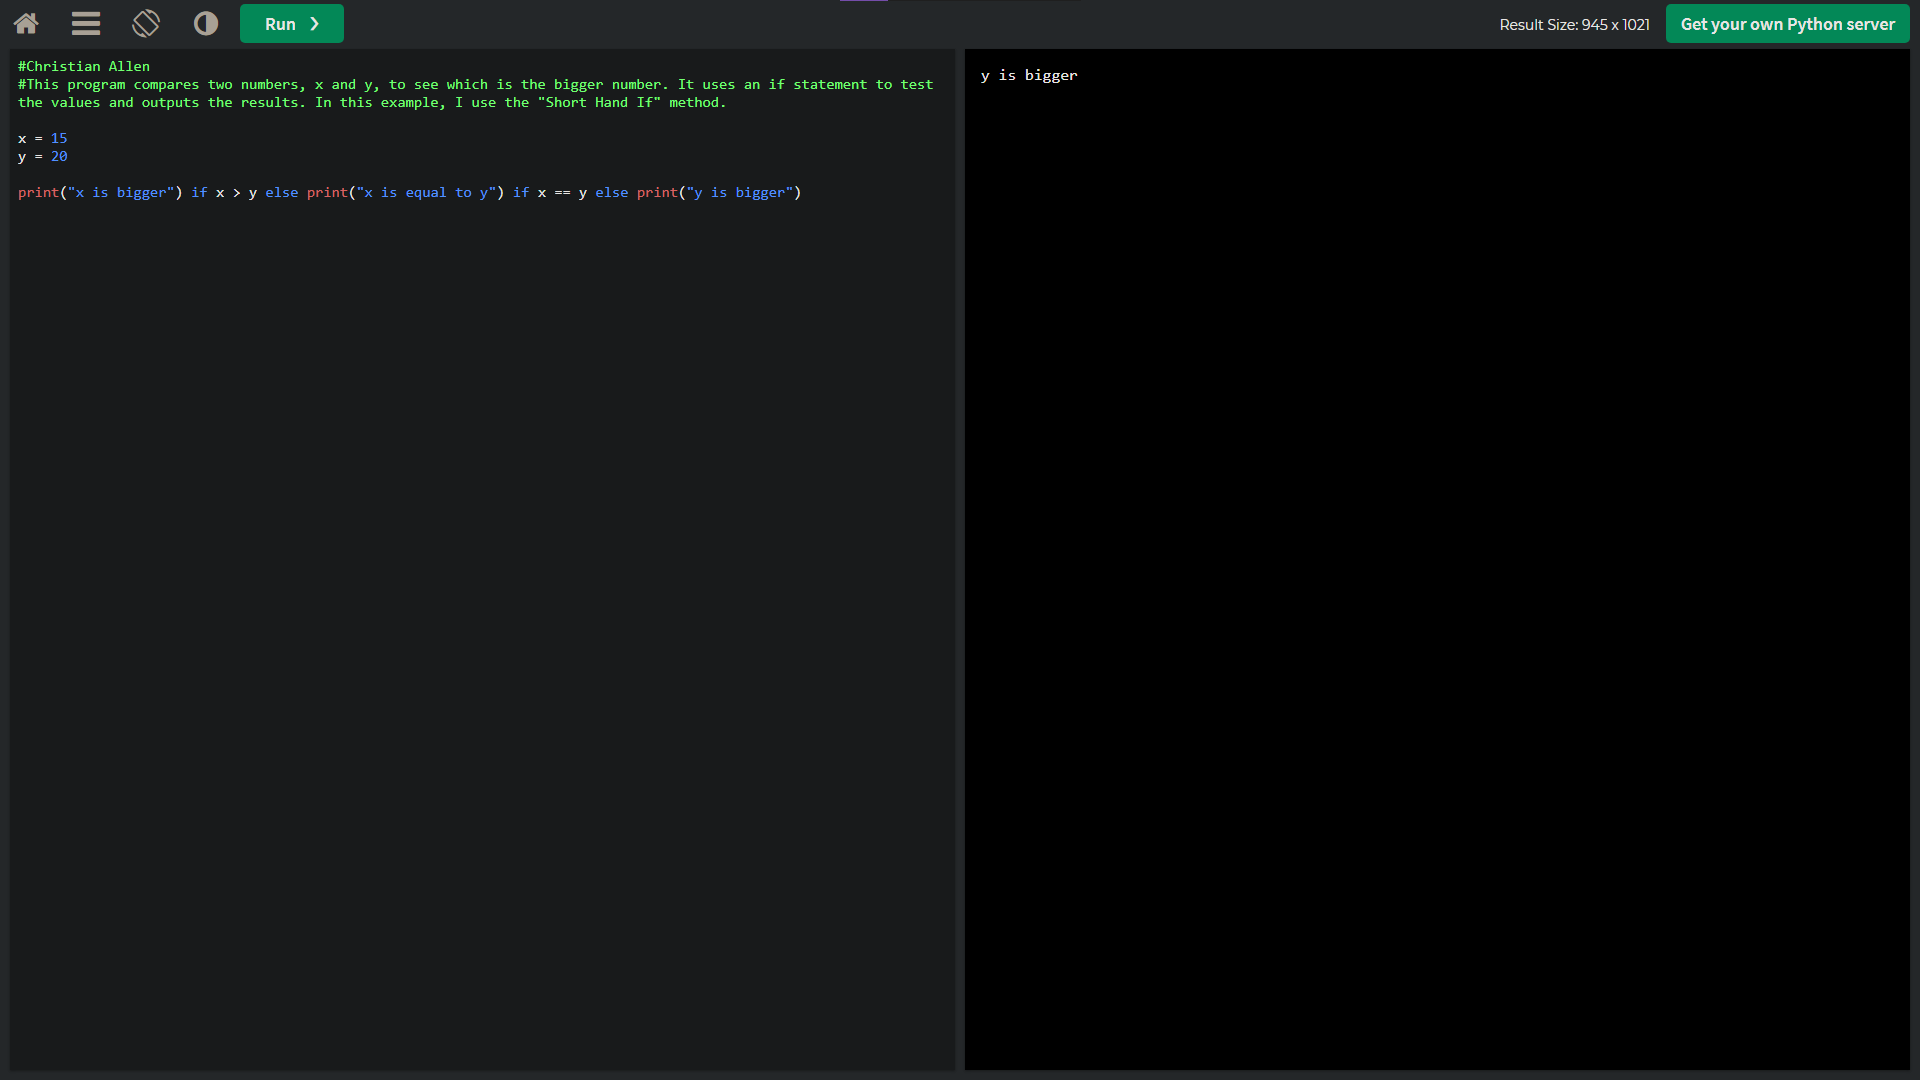 Run ❯
Result Size: 945 x 1021
Get your own Python server
#Christian Allen
#This program compares two numbers, x and y, to see which is the bigger number. It uses an if statement to test
the values and outputs the results. In this example, I use the "Short Hand If" method.
x = 15
y = 20
print("x is bigger") if x > y else print("x is equal to y") if x == y else print("y is bigger")
y is bigger